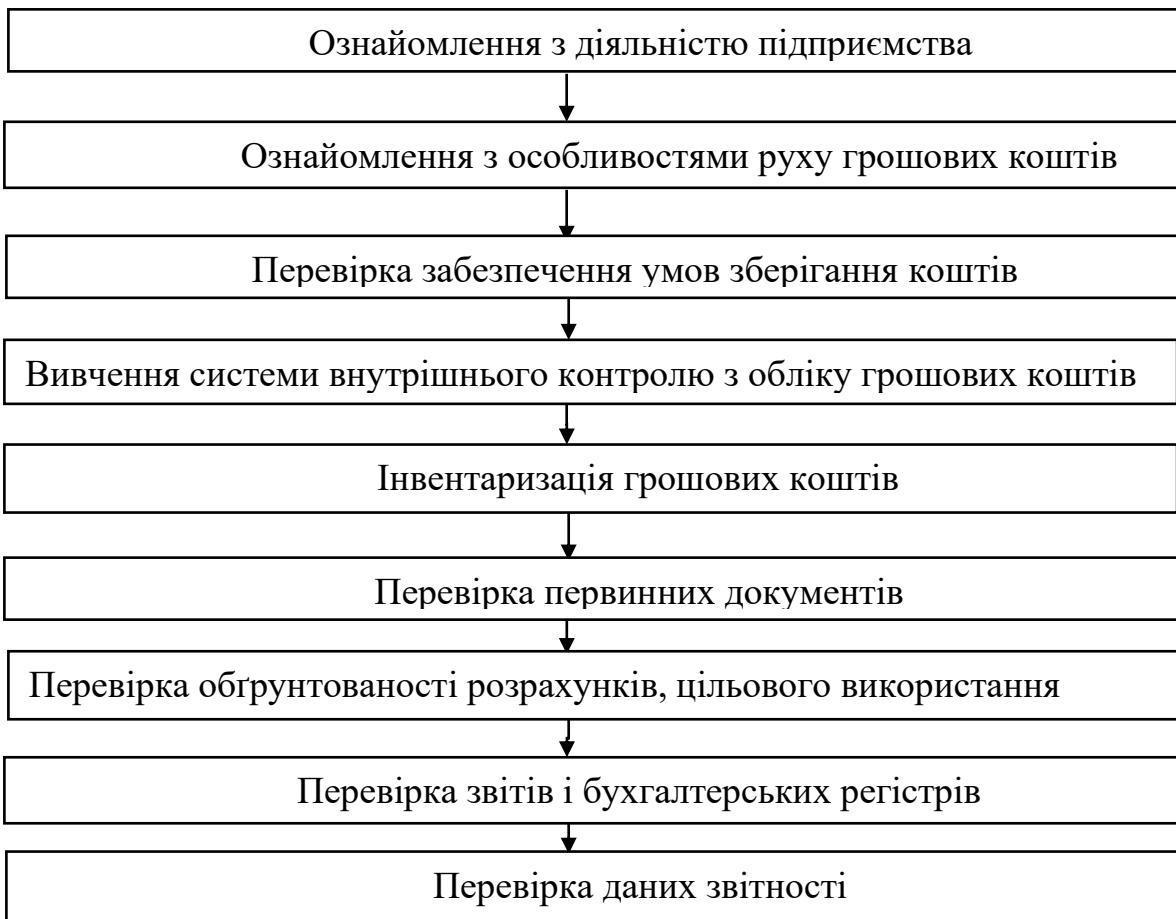 Ознайомлення з діяльністю підприємства
Ознайомлення з особливостями руху грошових коштів
Перевірка забезпечення умов зберігання коштів
Вивчення системи внутрішнього контролю з обліку грошових коштів
Інвентаризація грошових коштів
Перевірка первинних документів
Перевірка обґрунтованості розрахунків, цільового використання
Перевірка звітів і бухгалтерських регістрів
Перевірка даних звітності